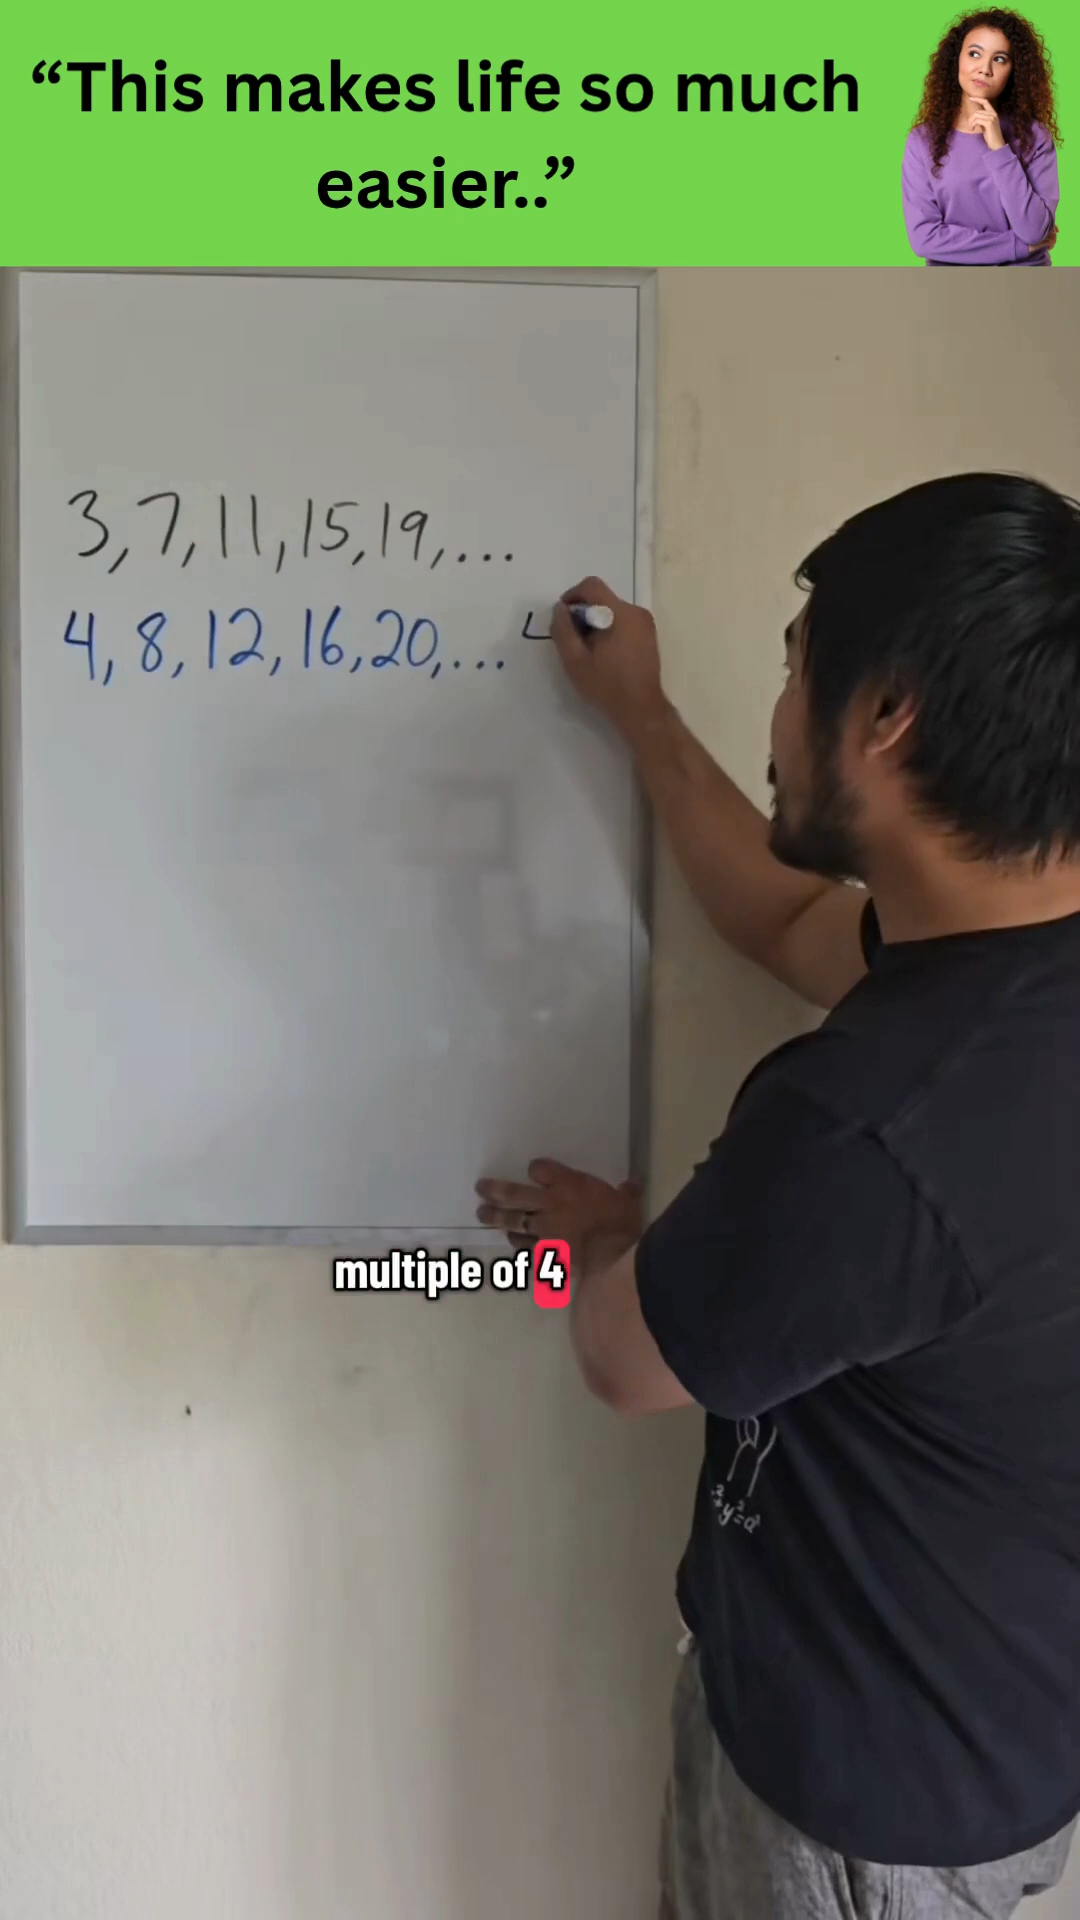 “This makes life so much
easier..”
3, 7, 11, 15, 19, ...
4, 8, 12, 16, 20, ... 4
multiple of 4